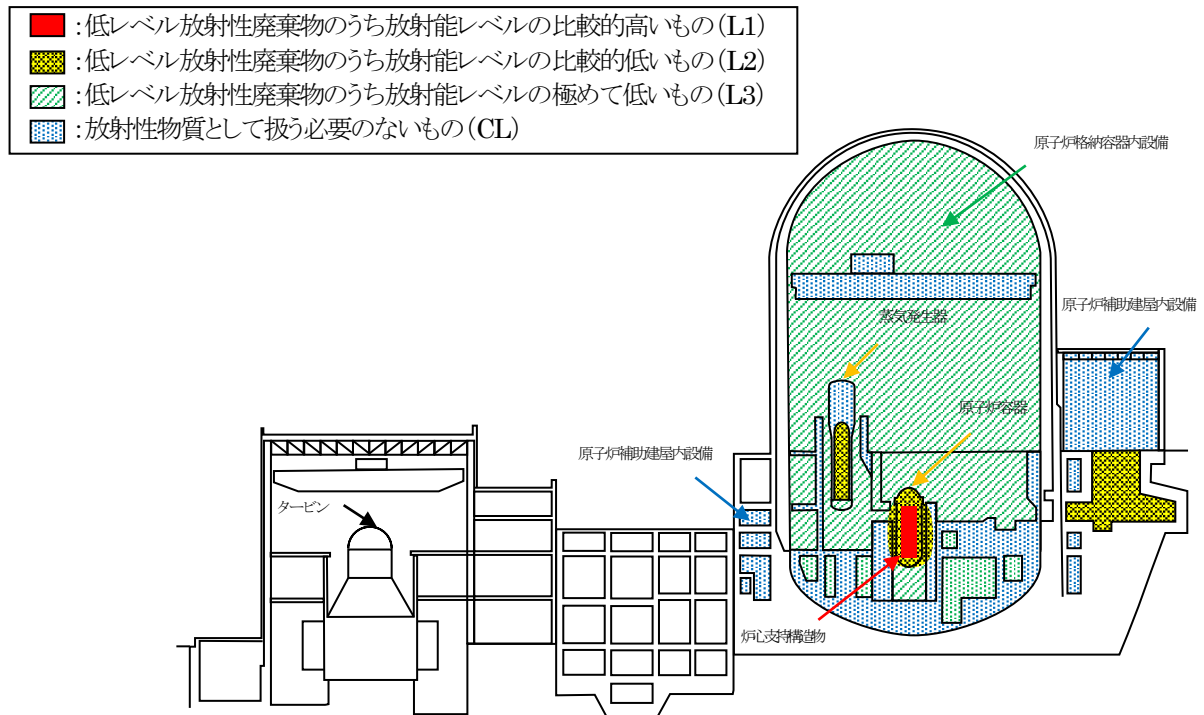 ：低レベル放射性廃棄物のうち放射能レベルの比較的高いもの（L1）
：低レベル放射性廃棄物のうち放射能レベルの比較的低いもの（L2）
：低レベル放射性廃棄物のうち放射能レベルの極めて低いもの（L3）
：放射性物質として扱う必要のないもの（CL）
原子炉格納容器内設備
原子炉補助建屋内設備
蒸気発生器
原子炉容器
原子炉補助建屋内設備
タービン
炉心支持構造物